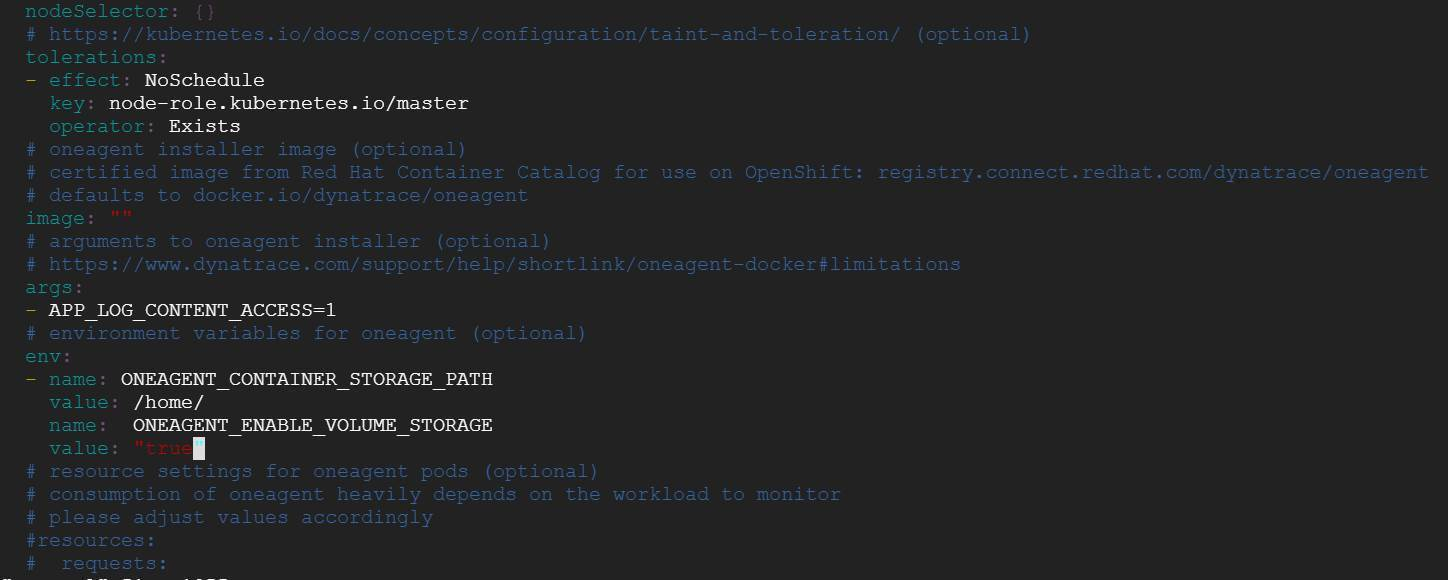 nodeSelector: {}
# https://kubernetes.io/docs/concepts/configuration/taint-and-toleration/ (optional)
tolerations:
- effect: NoSchedule
  key: node-role.kubernetes.io/master
  operator: Exists
# oneagent installer image (optional)
# certified image from Red Hat Container Catalog for use on OpenShift: registry.connect.redhat.com/dynatrace/oneagent
# defaults to docker.io/dynatrace/oneagent
image: ""
# arguments to oneagent installer (optional)
# https://www.dynatrace.com/support/help/shortlink/oneagent-docker#limitations
args:
- APP_LOG_CONTENT_ACCESS=1
# environment variables for oneagent (optional)
env:
- name: ONEAGENT_CONTAINER_STORAGE_PATH
  value: /home/
  name:  ONEAGENT_ENABLE_VOLUME_STORAGE
  value: "true"
# resource settings for oneagent pods (optional)
# consumption of oneagent heavily depends on the workload to monitor
# please adjust values accordingly
#resources:
#  requests: